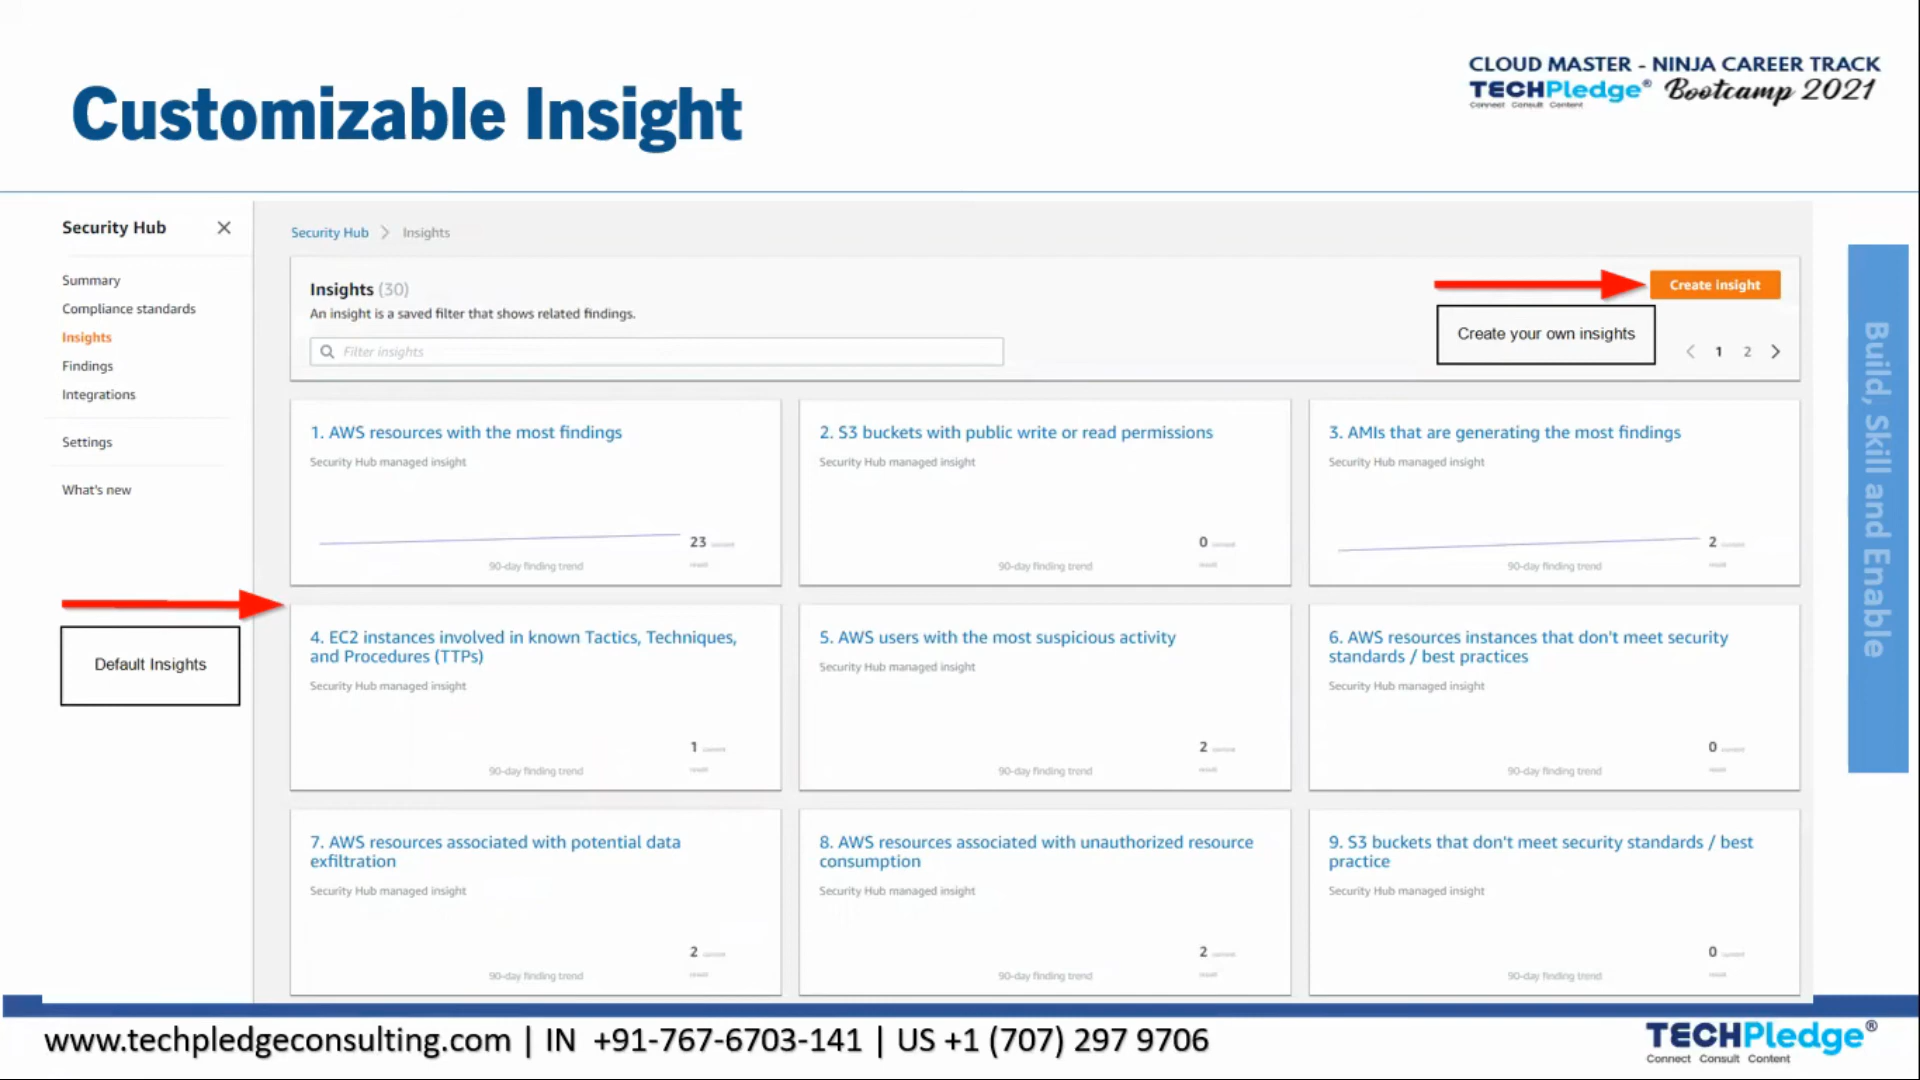 CLOUD MASTER - NINJA CAREER TRACK
TECHPledge® Bootcamp 2021
Connect Consult Content
Customizable Insight
Security Hub
Summary
Compliance standards
Insights
Findings
Integrations
Settings
What's new
Default Insights
Security Hub > Insights
Insights (30)
An insight is a saved filter that shows related findings.
Filter insights
Create Insight
Create your own insights
1 2
1. AWS resources with the most findings
Security Hub managed insight
23
90-day finding trend
2. S3 buckets with public write or read permissions
Security Hub managed insight
0
90-day finding trend
3. AMIs that are generating the most findings
Security Hub managed insight
2
90-day finding trend
4. EC2 instances involved in known Tactics, Techniques,
and Procedures (TTPs)
Security Hub managed insight
1
90-day finding trend
5. AWS users with the most suspicious activity
Security Hub managed insight
2
90-day finding trend
6. AWS resources instances that don't meet security
standards / best practices
Security Hub managed insight
0
90-day finding trend
7. AWS resources associated with potential data
exfiltration
Security Hub managed insight
2
90-day finding trend
8. AWS resources associated with unauthorized resource
consumption
Security Hub managed insight
2
90-day finding trend
9. S3 buckets that don't meet security standards / best
practice
Security Hub managed insight
0
90-day finding trend
Build, Skill and Enable
www.techpledgeconsulting.com | IN +91-767-6703-141 | US +1 (707) 297 9706
TECHPledge®
Connect Consult Content